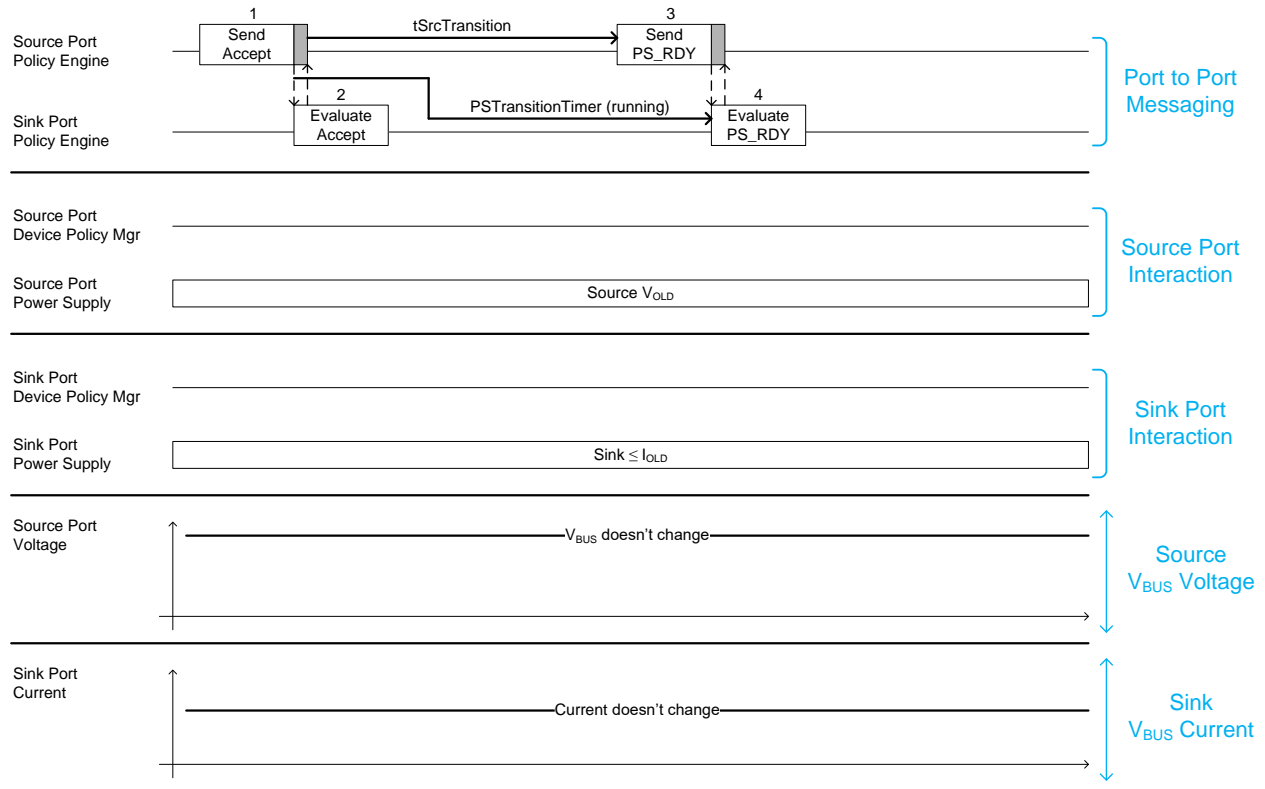 1
Send
Accept
tSrcTransition
3
Send
PS_RDY
Source Port
Policy Engine
Port to Port
Messaging
2
Evaluate
Accept
PSTransitionTimer (running)
4
Evaluate
PS_RDY
Sink Port
Policy Engine
Source Port
Device Policy Mgr
Source Port
Interaction
Source Port
Power Supply
Source VOLD
Sink Port
Device Policy Mgr
Sink Port
Interaction
Sink Port
Power Supply
Sink ≤ IOLD
Source Port
Voltage
VBUS doesn't change
Source
VBUS Voltage
Sink Port
Current
Current doesn't change
Sink
VBUS Current